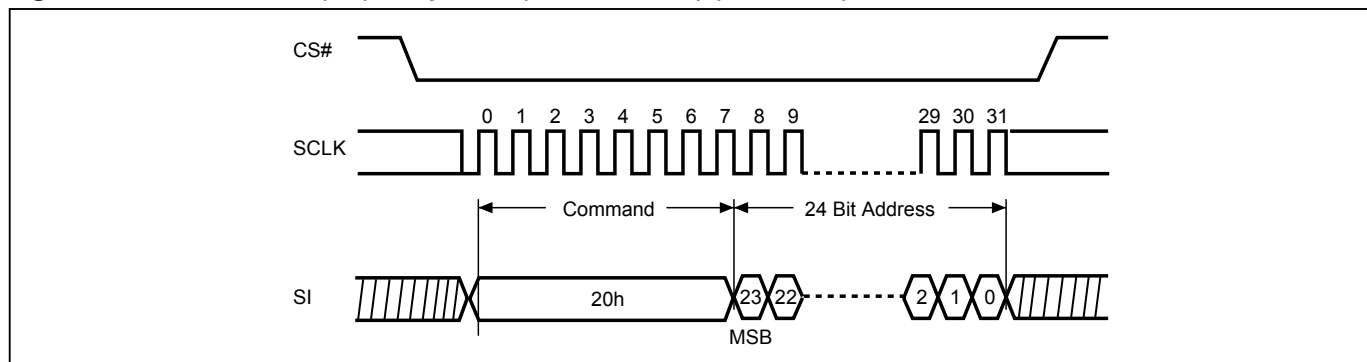 CS#
0 1 2 3 4 5 6 7 8 9 29 30 31
SCLK
Command 24 Bit Address
SI 20h 23 22 2 1 0
MSB